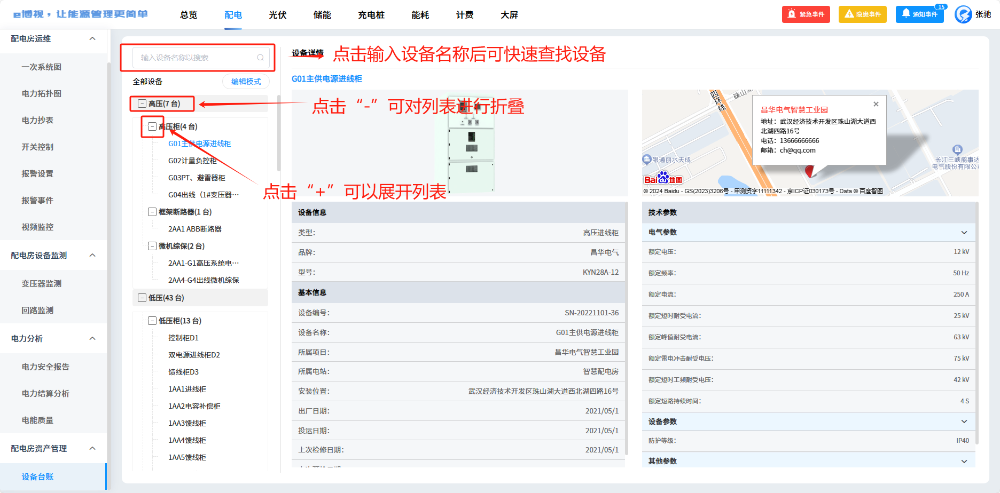 e博视，让能源管理更简单
总览
配电
光伏
储能
充电桩
能耗
计费
大屏
紧急事件
隐患事件
通知事件
15
张驰
配电房运维
一次系统图
电力拓扑图
电力抄表
开关控制
报警设置
报警事件
视频监控
配电房设备监测
变压器监测
回路监测
电力分析
电力安全报告
电力结算分析
电能质量
配电房资产管理
设备台账
输入设备名称以搜索
全部设备
编辑模式
高压(7 台)
高压柜(4 台)
G01主供电源进线柜
G02计量负控柜
G03PT、避雷器柜
G04出线（1#变压器…
框架断路器(1 台)
2AA1 ABB断路器
微机综保(2 台)
2AA1-G1高压系统电…
2AA4-G4出线微机综保
低压(43 台)
低压柜(13 台)
控制柜D1
双电源进线柜D2
馈线柜D3
1AA1进线柜
1AA2电容补偿柜
1AA3馈线柜
1AA4馈线柜
1AA5馈线柜
设备详情
点击输入设备名称后可快速查找设备
G01主供电源进线柜
点击“-”可对列表进行折叠
点击“+”可以展开列表
四环线
硃山湖
昌华电气智慧工业园
地址：武汉经济技术开发区珠山湖大道西北湖四路16号
电话：13666666666
邮箱：ch@qq.com
银通丽水天成
长江三峡能事达
电气股份有限公司
Bai du 地图
© 2024 Baidu - GS(2023)3206号 - 甲测资字11111342 - 京ICP证030173号 - Data © 百度智图
设备信息
类型： 高压进线柜
品牌： 昌华电气
型号： KYN28A-12
基本信息
设备编号： SN-20221101-36
设备名称： G01主供电源进线柜
所属项目： 昌华电气智慧工业园
所属电站： 智慧配电房
安装位置： 武汉经济技术开发区珠山湖大道西北湖四路16号
出厂日期： 2021/05/1
投运日期： 2021/05/1
上次检修日期： 2021/05/1
技术参数
电气参数
额定电压： 12 kV
额定频率： 50 Hz
额定电流： 250 A
额定短时耐受电流： 25 kV
额定峰值耐受电流： 63 kV
额定雷电冲击耐受电压： 75 kV
额定短时工频耐受电压： 42 kV
额定短路持续时间： 4 S
设备参数
防护等级： IP40
其他参数